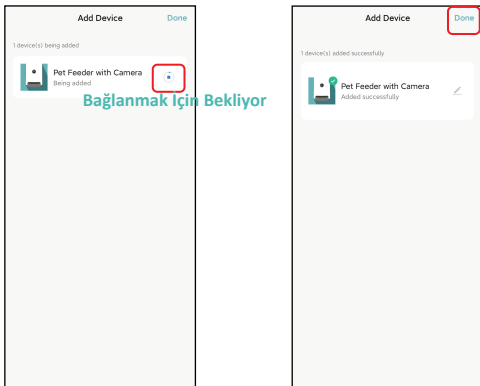 Add Device Done
1 device(s) being added
Pet Feeder with Camera
Being added
Bağlanmak İçin Bekliyor
Add Device Done
1 device(s) added successfully
Pet Feeder with Camera
Added successfully